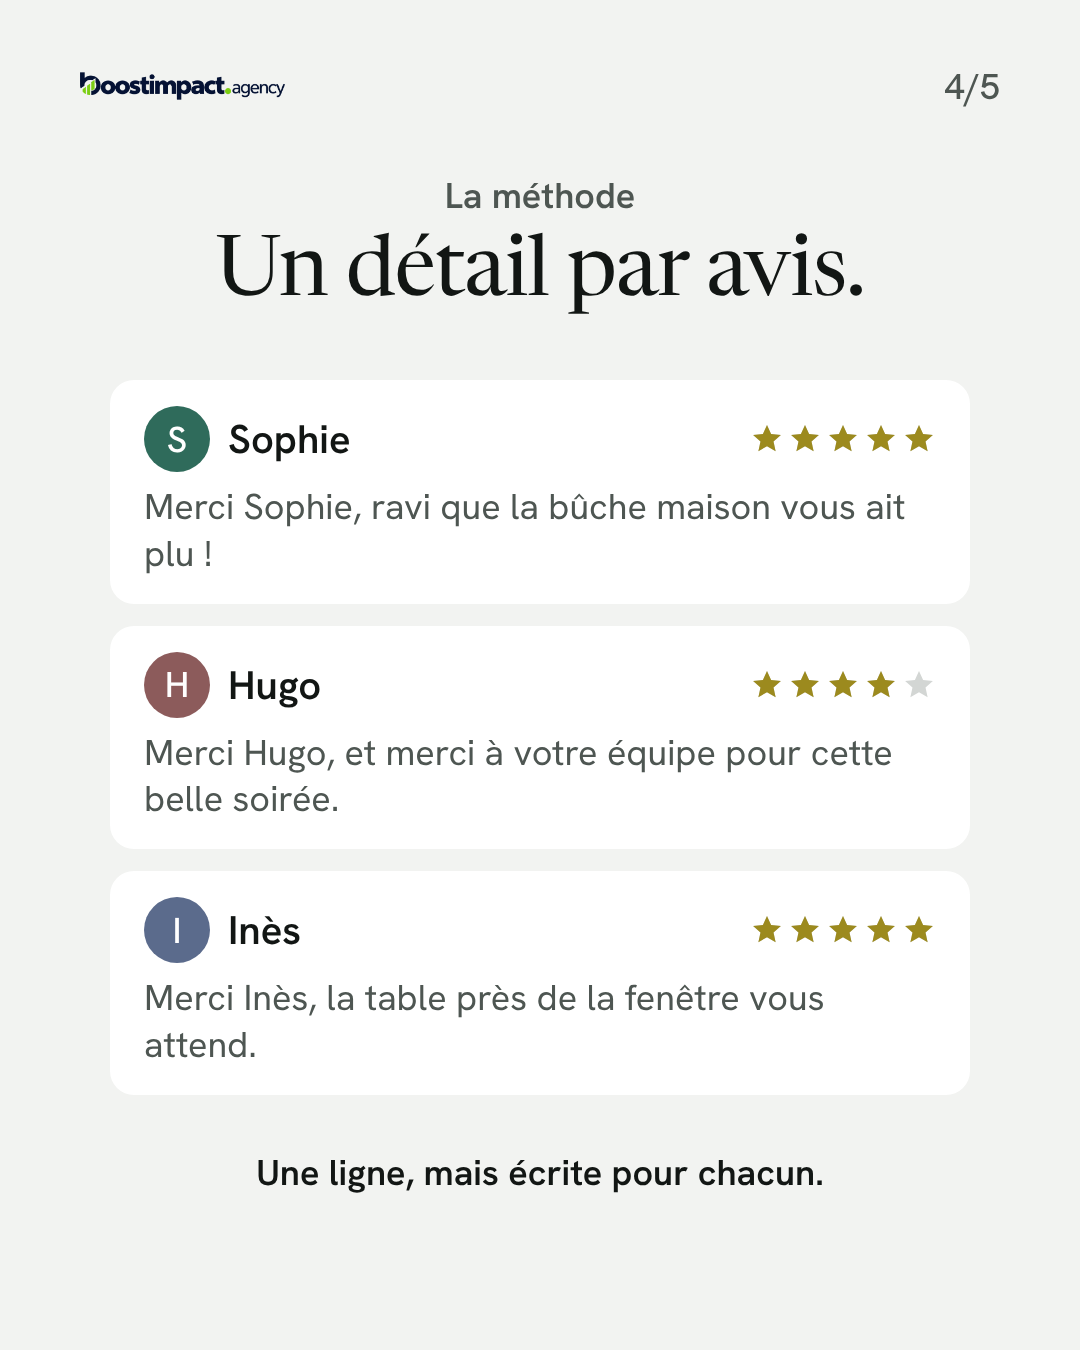 boostimpact.agency
4/5
La méthode
Un détail par avis.
S
Sophie
Merci Sophie, ravi que la bûche maison vous ait
plu !
H
Hugo
Merci Hugo, et merci à votre équipe pour cette
belle soirée.
I
Inès
Merci Inès, la table près de la fenêtre vous
attend.
Une ligne, mais écrite pour chacun.